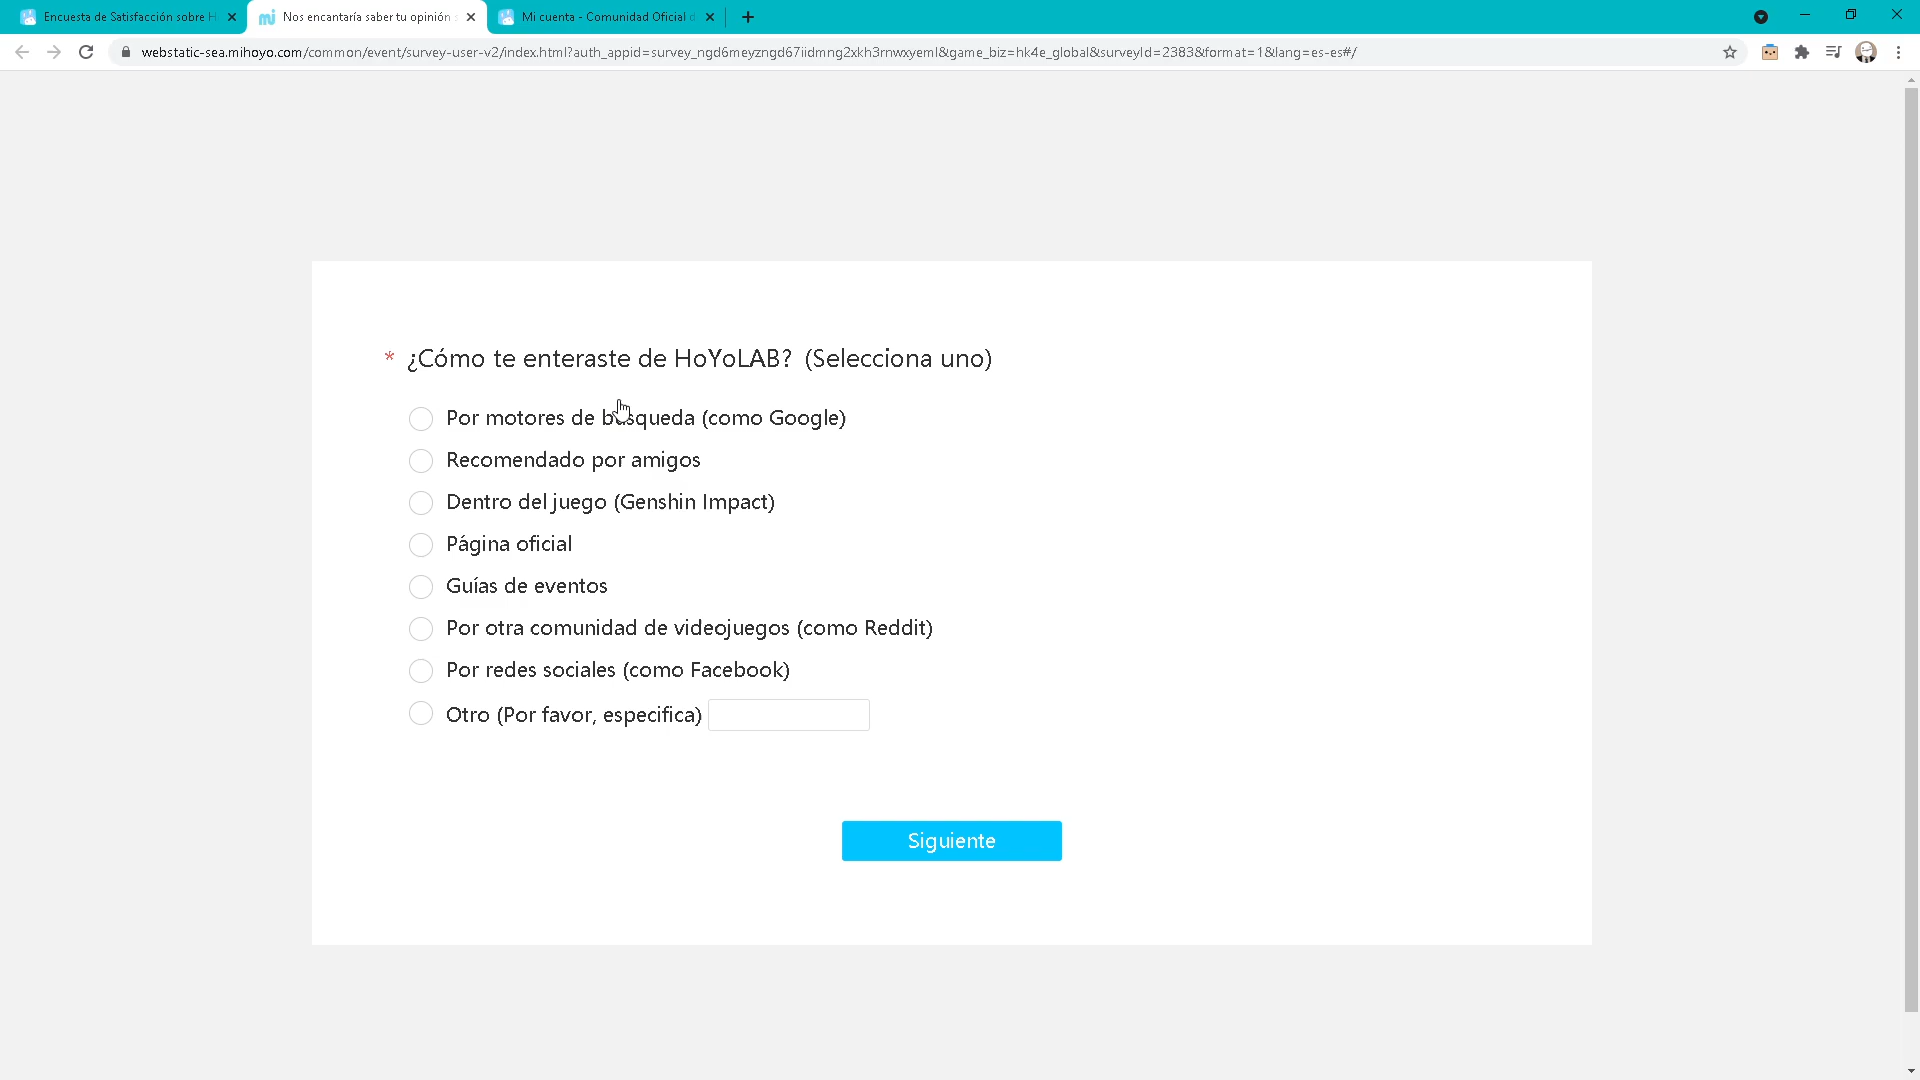 Encuesta de Satisfacción sobre H
Nos encantaría saber tu opinión
Mi cuenta - Comunidad Oficial d
webstatic-sea.mihoyo.com/common/event/survey-user-v2/index.html?auth_appid=survey_ngd6meyzngd67iidmng2xkh3rnwxyeml&game_biz=hk4e_global&surveyId=2383&format=1&lang=es-es#/
* ¿Cómo te enteraste de HoYoLAB? (Selecciona uno)
Por motores de búsqueda (como Google)
Recomendado por amigos
Dentro del juego (Genshin Impact)
Página oficial
Guías de eventos
Por otra comunidad de videojuegos (como Reddit)
Por redes sociales (como Facebook)
Otro (Por favor, especifica)
Siguiente